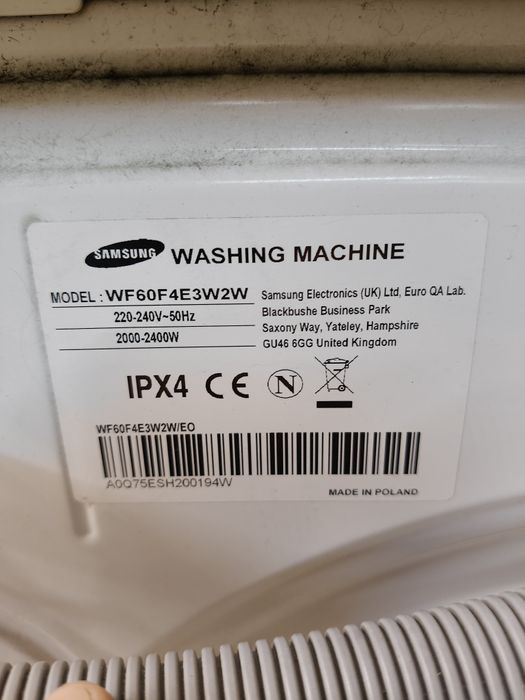 SAMSUNG WASHING MACHINE
MODEL : WF60F4E3W2W
220-240V~50Hz
2000-2400W
Samsung Electronics (UK) Ltd, Euro QA Lab.
Blackbushe Business Park
Saxony Way, Yateley, Hampshire
GU46 6GG United Kingdom
IPX4 CE N
WF60F4E3W2W/EO
A0Q75ESH200194W
MADE IN POLAND